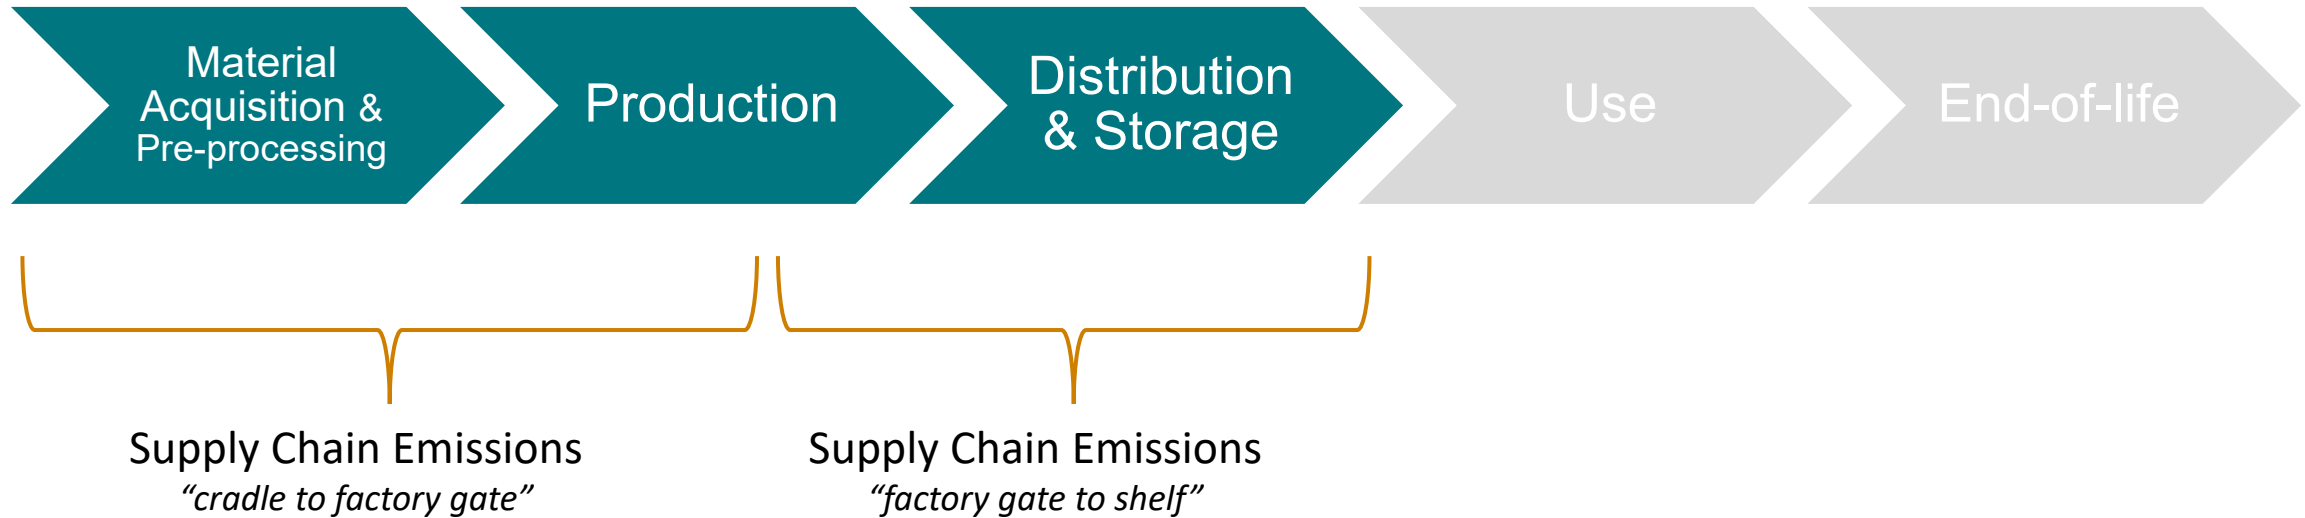 Material
Acquisition &
Pre-processing
Production
Distribution
& Storage
Use
End-of-life
Supply Chain Emissions
“cradle to factory gate”
Supply Chain Emissions
“factory gate to shelf”